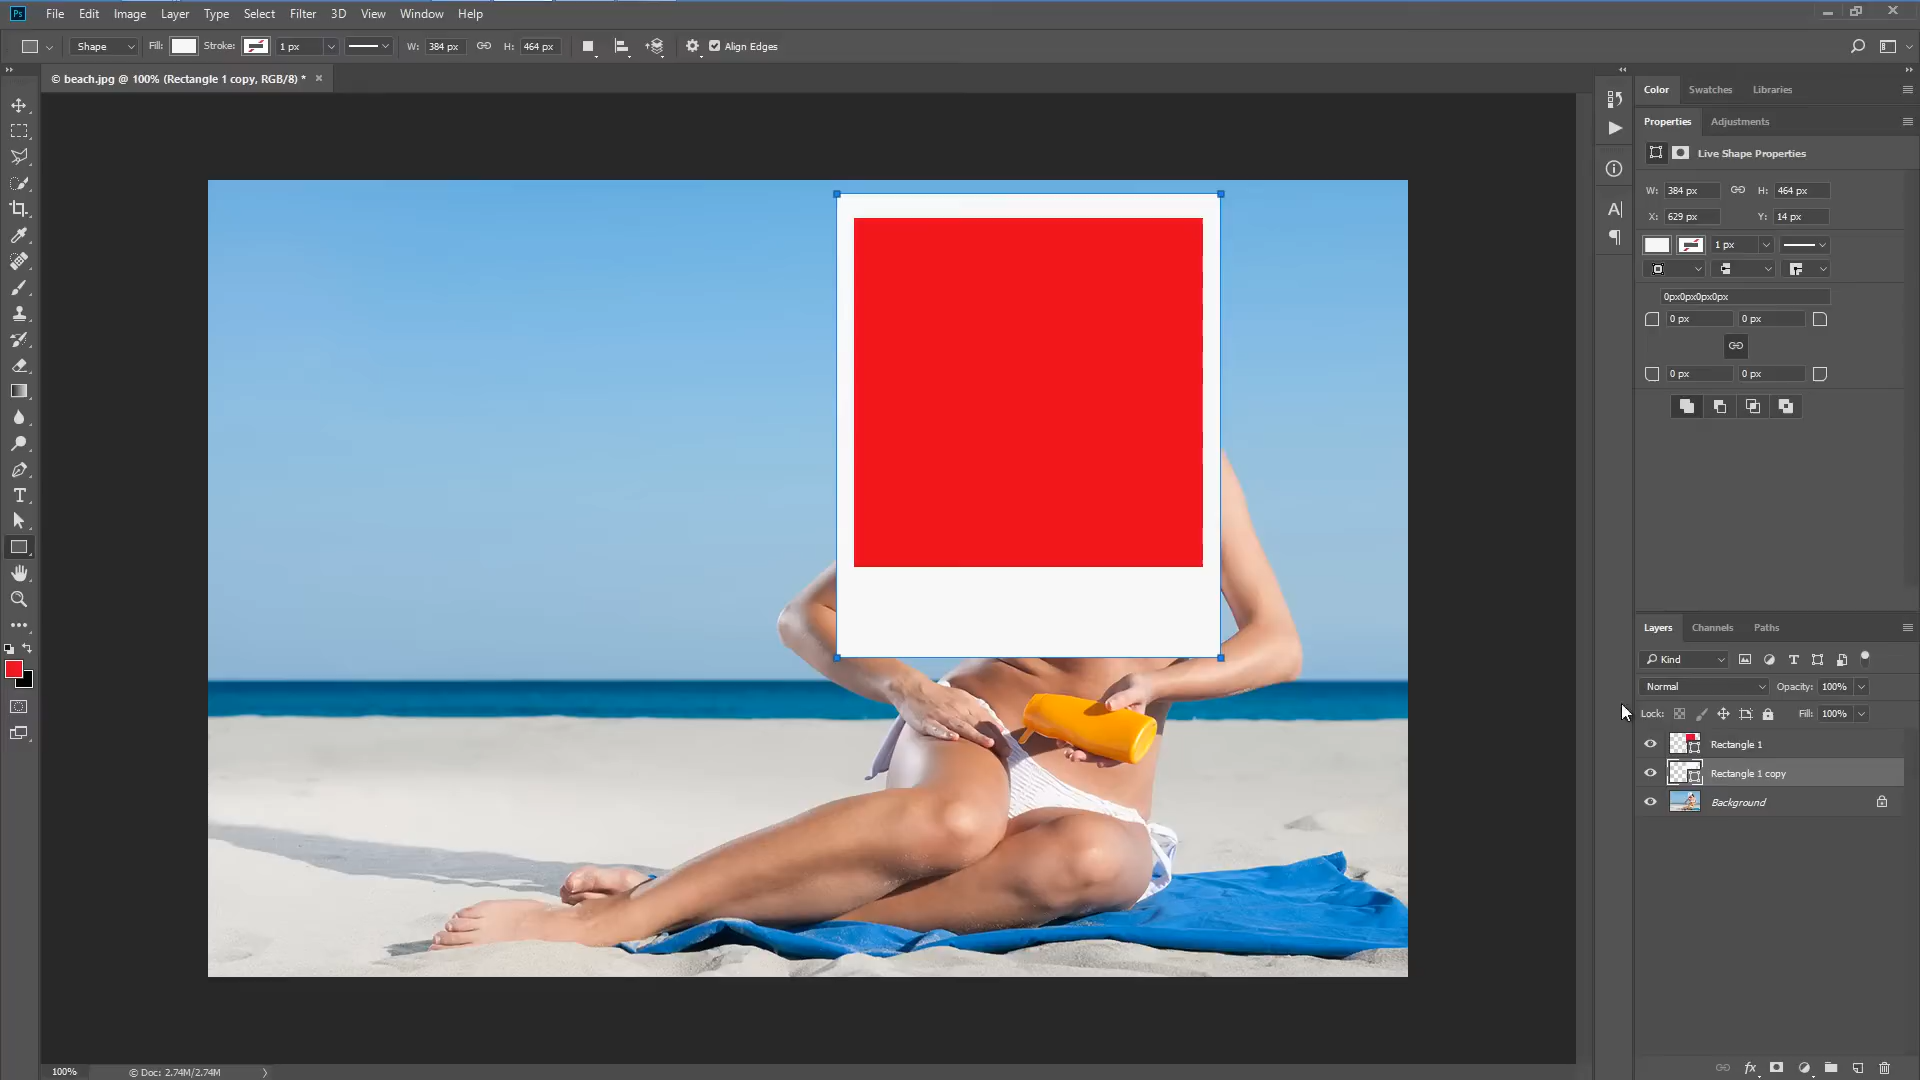 Ps File Edit Image Layer Type Select Filter 3D View Window Help
Shape Fill: Stroke: 1 px W: 384 px H: 464 px Align Edges
© beach.jpg @ 100% (Rectangle 1 copy, RGB/8) * ×
Color Swatches Libraries
Properties Adjustments
Live Shape Properties
W: 384 px H: 464 px
X: 629 px Y: 14 px
1 px
0px0px0px0px
0 px 0 px
0 px 0 px
Layers Channels Paths
Kind
Normal Opacity: 100%
Lock: Fill: 100%
Rectangle 1
Rectangle 1 copy
Background
100% © Doc: 2.74M/2.74M